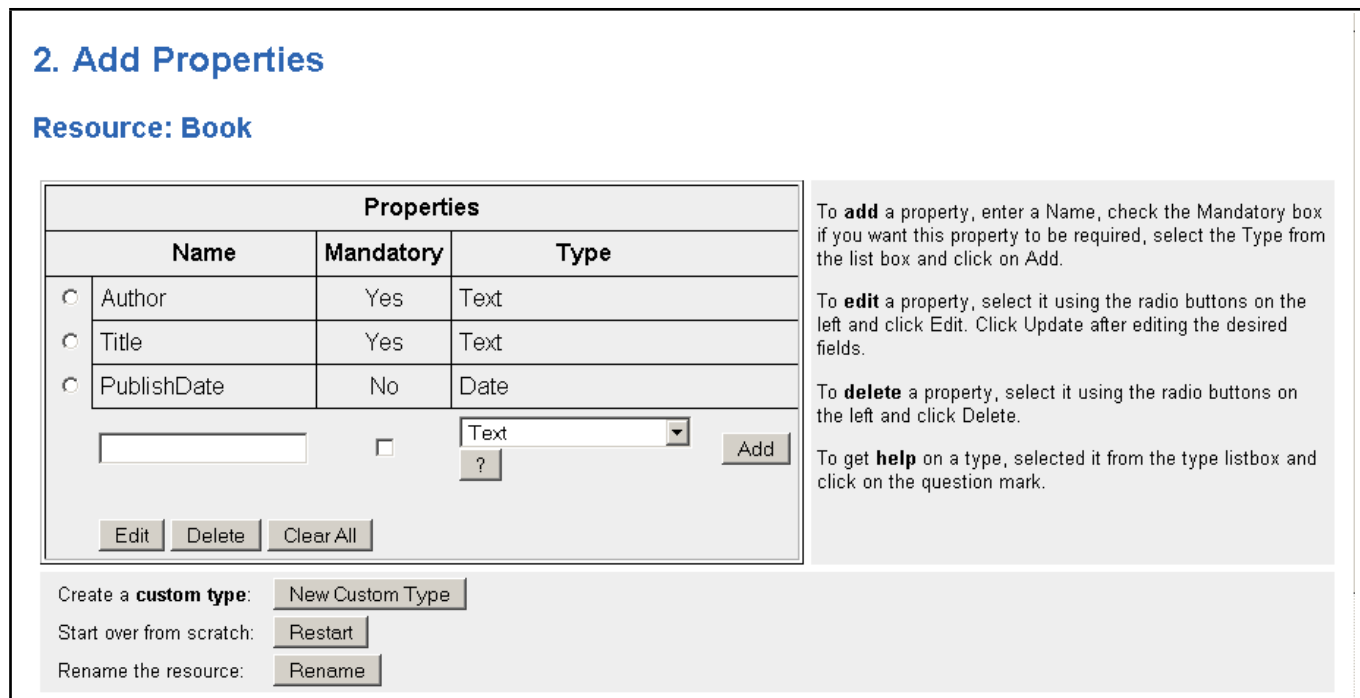 2. Add Properties
Resource: Book
Properties
Name Mandatory Type
Author Yes Text
Title Yes Text
PublishDate No Date
Text
? Add
Edit Delete Clear All
To add a property, enter a Name, check the Mandatory box
if you want this property to be required, select the Type from
the list box and click on Add.
To edit a property, select it using the radio buttons on the
left and click Edit. Click Update after editing the desired
fields.
To delete a property, select it using the radio buttons on
the left and click Delete.
To get help on a type, selected it from the type listbox and
click on the question mark.
Create a custom type: New Custom Type
Start over from scratch: Restart
Rename the resource: Rename